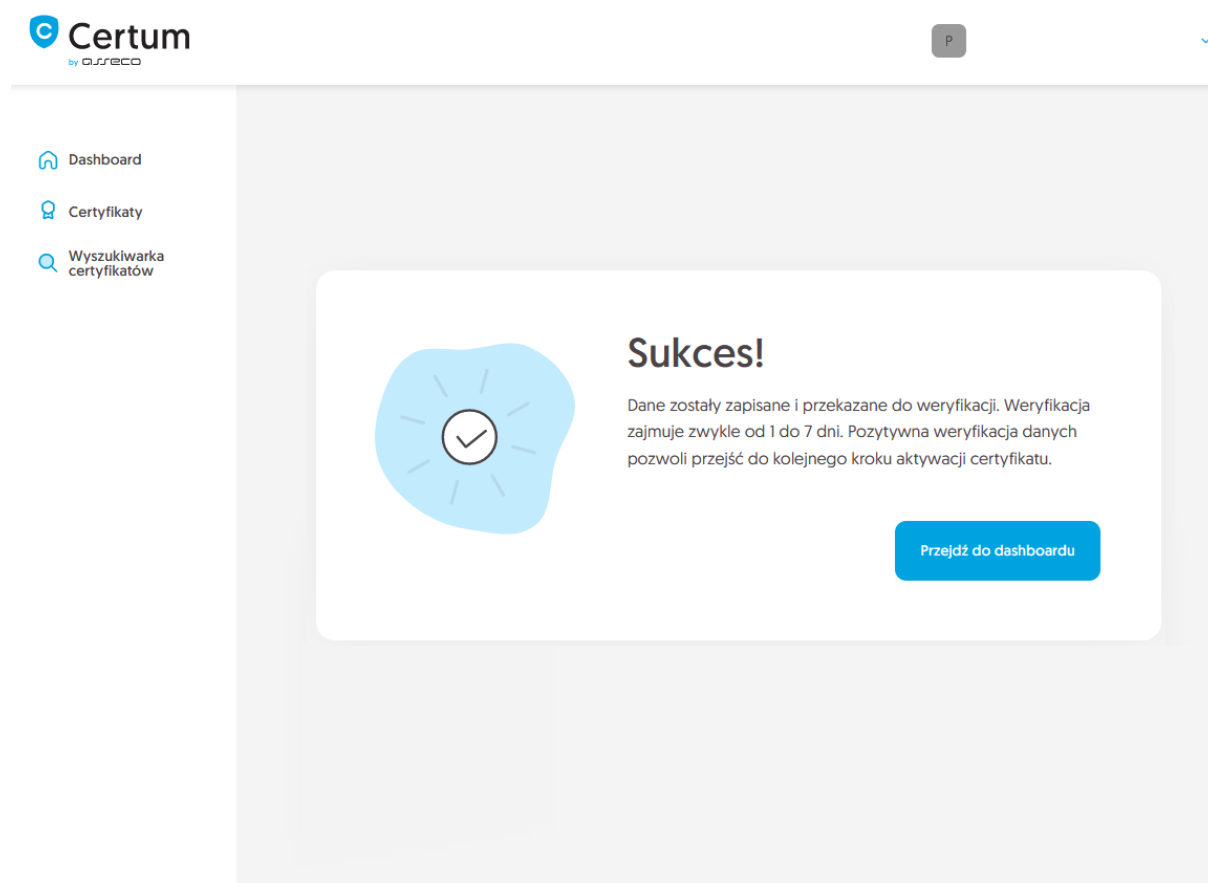 C Certum
by asseco
P
Dashboard
Certyfikaty
Wyszukiwarka
certyfikatów
Sukces!
Dane zostały zapisane i przekazane do weryfikacji. Weryfikacja
zajmuje zwykle od 1 do 7 dni. Pozytywna weryfikacja danych
pozwoli przejść do kolejnego kroku aktywacji certyfikatu.
Przejdź do dashboardu